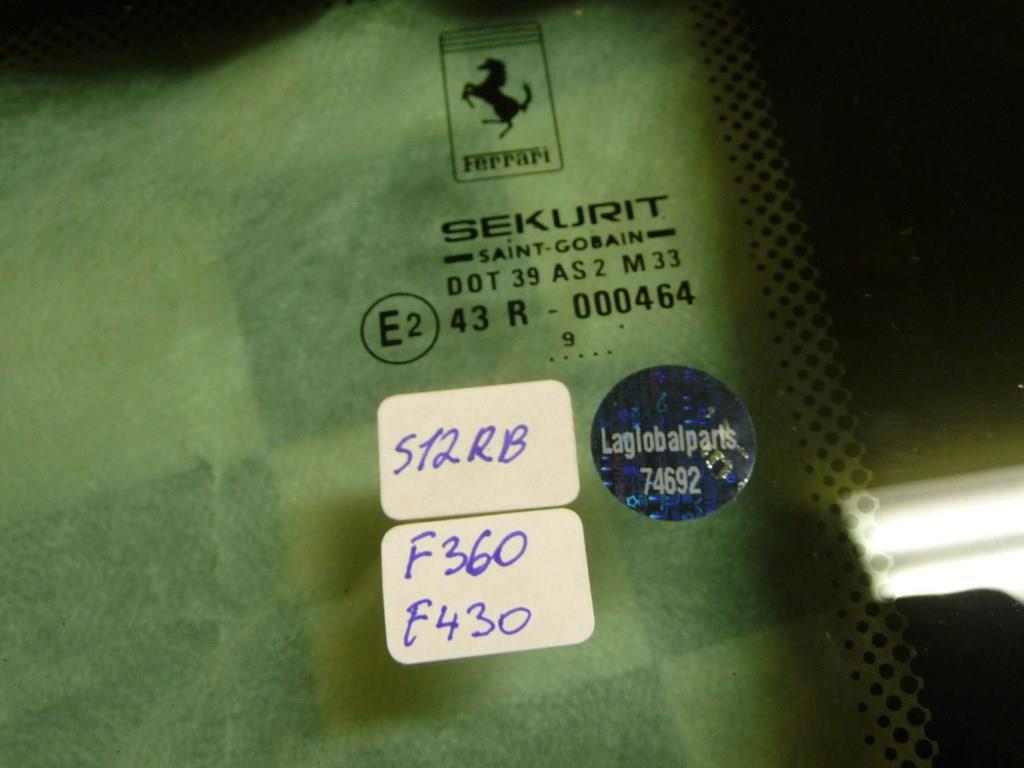 Ferrari
SEKURIT
SAINT-GOBAIN
DOT 39 AS2 M33
E2 43 R - 000464
9
.....
S12RB
Laglobalparts
74692
F360
F430